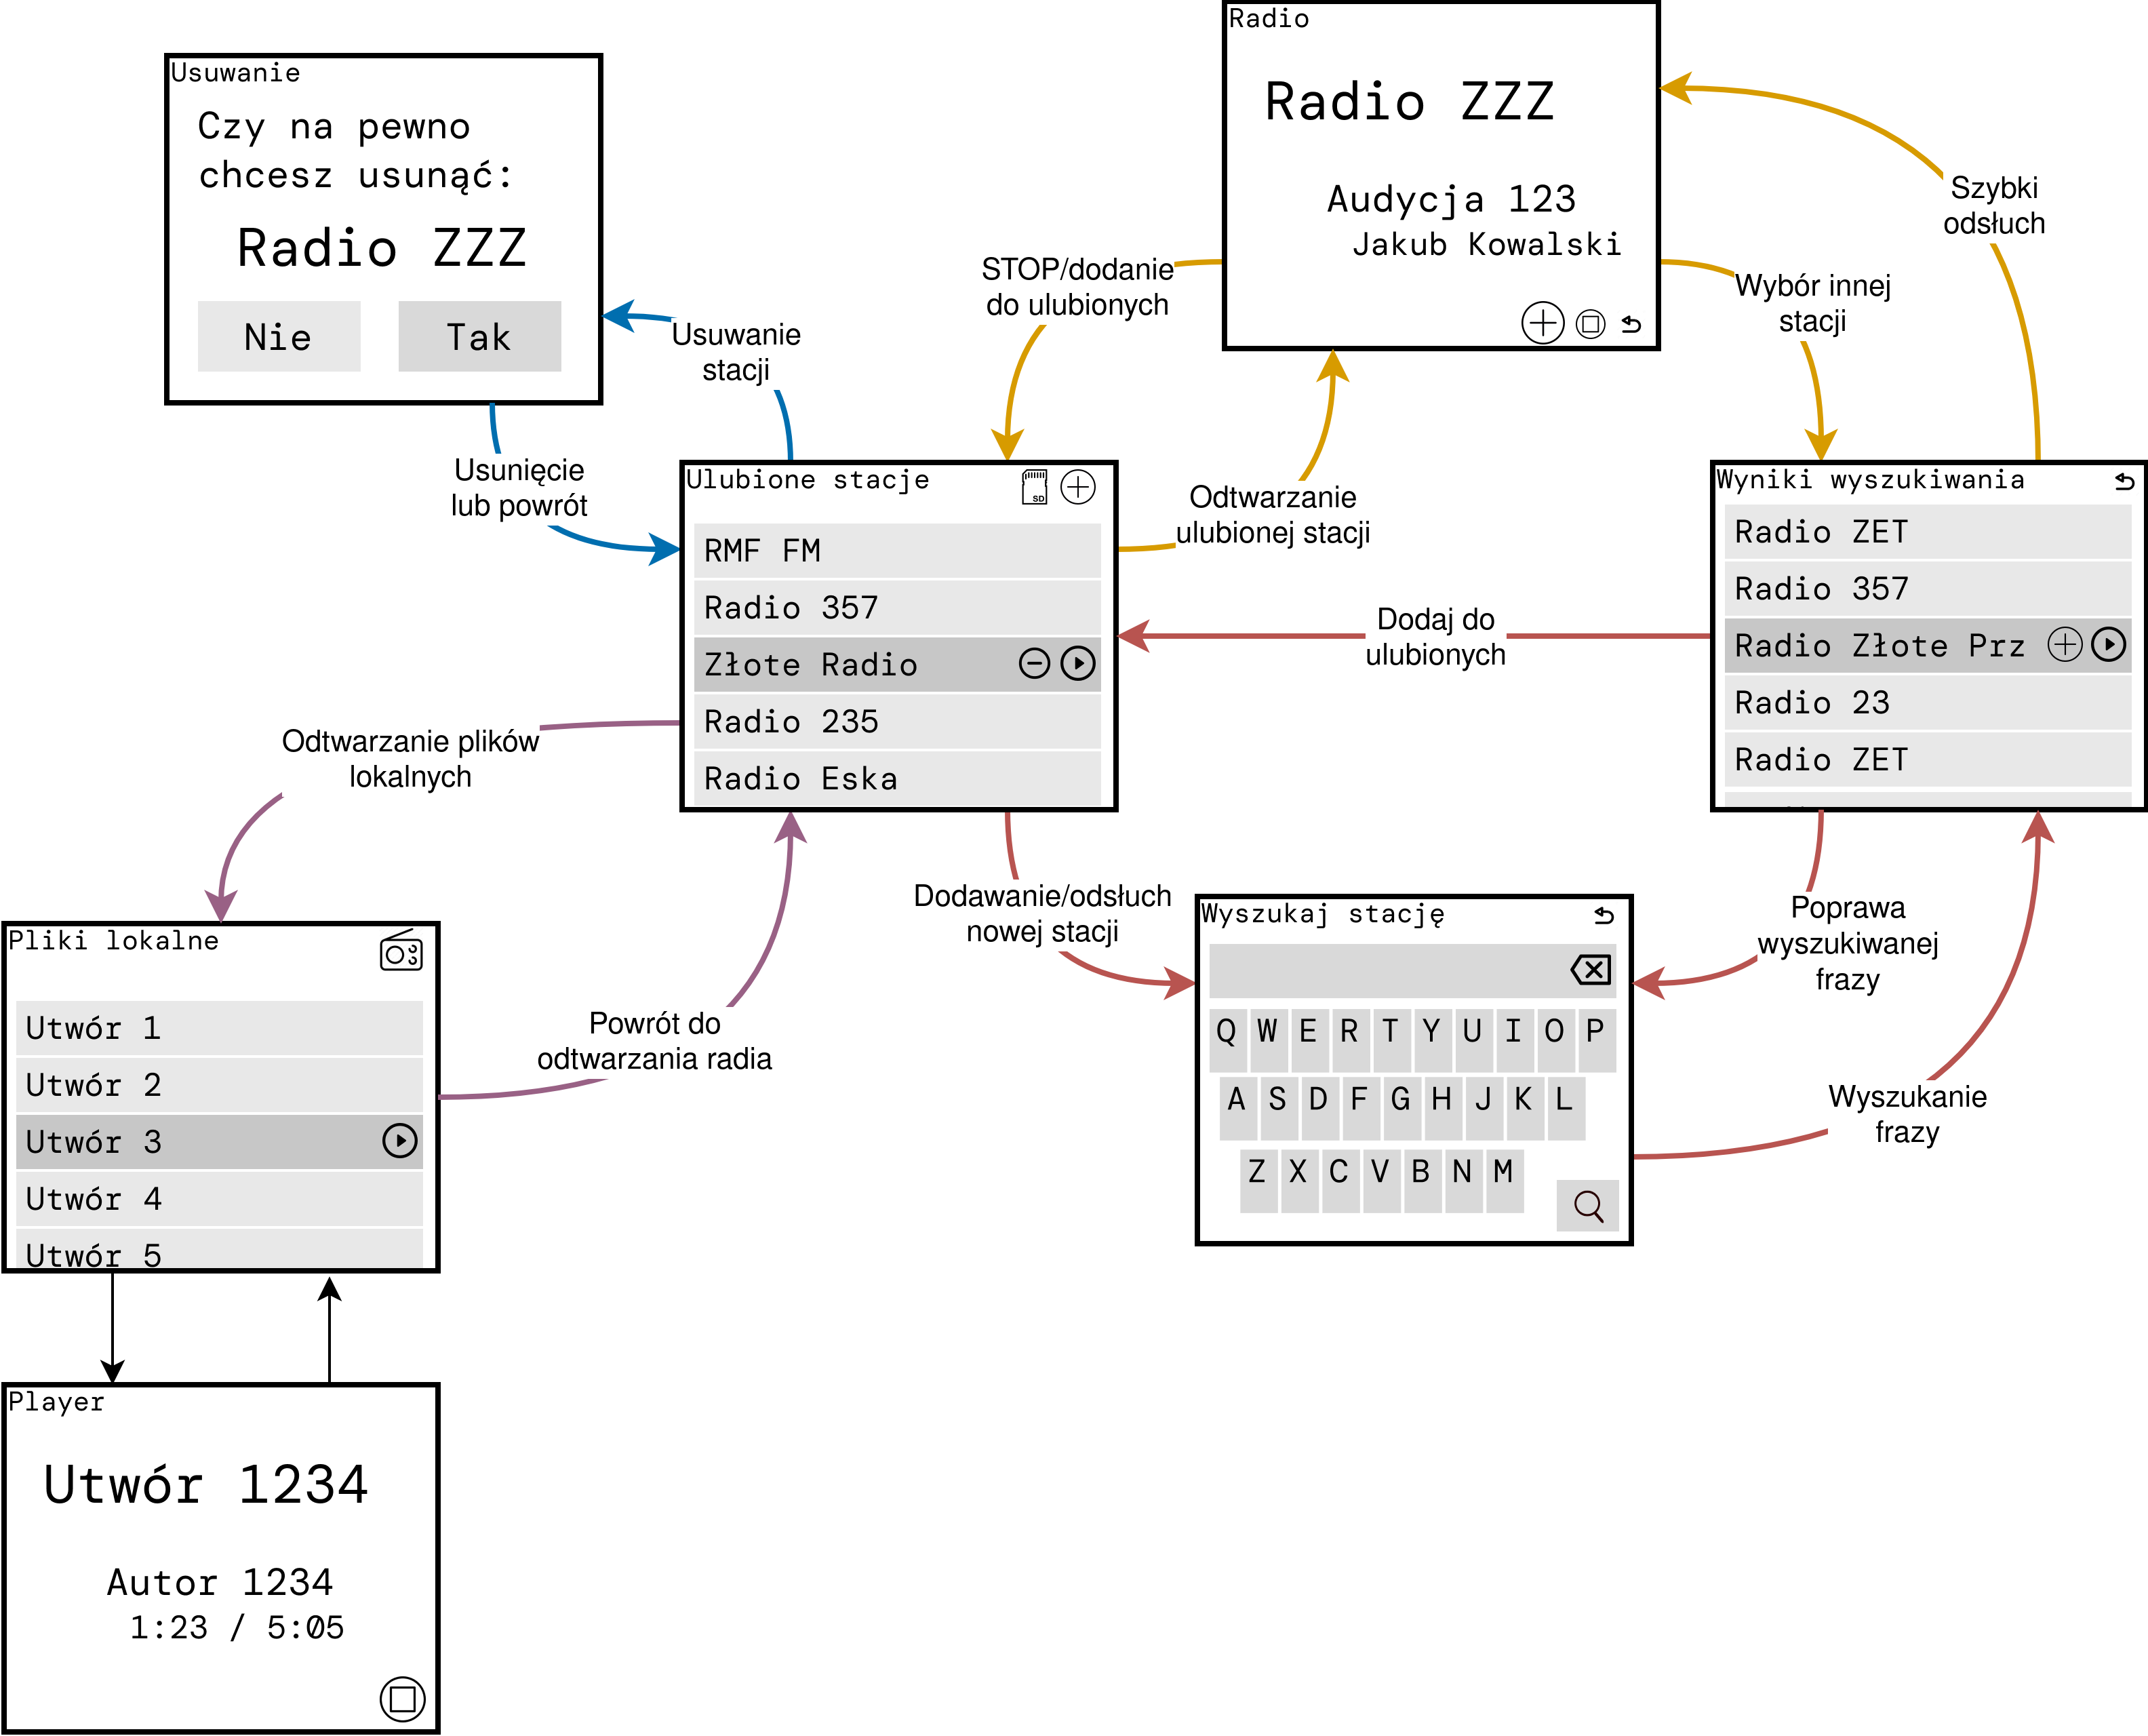 Usuwanie
Czy na pewno
chcesz usunąć:
Radio ZZZ
Nie
Tak
Radio
Radio ZZZ
Audycja 123
Jakub Kowalski
Szybki
odsłuch
STOP/dodanie
do ulubionych
Wybór innej
stacji
Usuwanie
stacji
Usunięcie
lub powrót
Ulubione stacje
SD
RMF FM
Radio 357
Złote Radio
Radio 235
Radio Eska
Odtwarzanie
ulubionej stacji
Dodaj do
ulubionych
Wyniki wyszukiwania
Radio ZET
Radio 357
Radio Złote Prz
Radio 23
Radio ZET
Odtwarzanie plików
lokalnych
Dodawanie/odsłuch
nowej stacji
Poprawa
wyszukiwanej
frazy
Pliki lokalne
Utwór 1
Utwór 2
Utwór 3
Utwór 4
Utwór 5
Powrót do
odtwarzania radia
Wyszukaj stację
Q W E R T Y U I O P
A S D F G H J K L
Z X C V B N M
Wyszukanie
frazy
Player
Utwór 1234
Autor 1234
1:23 / 5:05